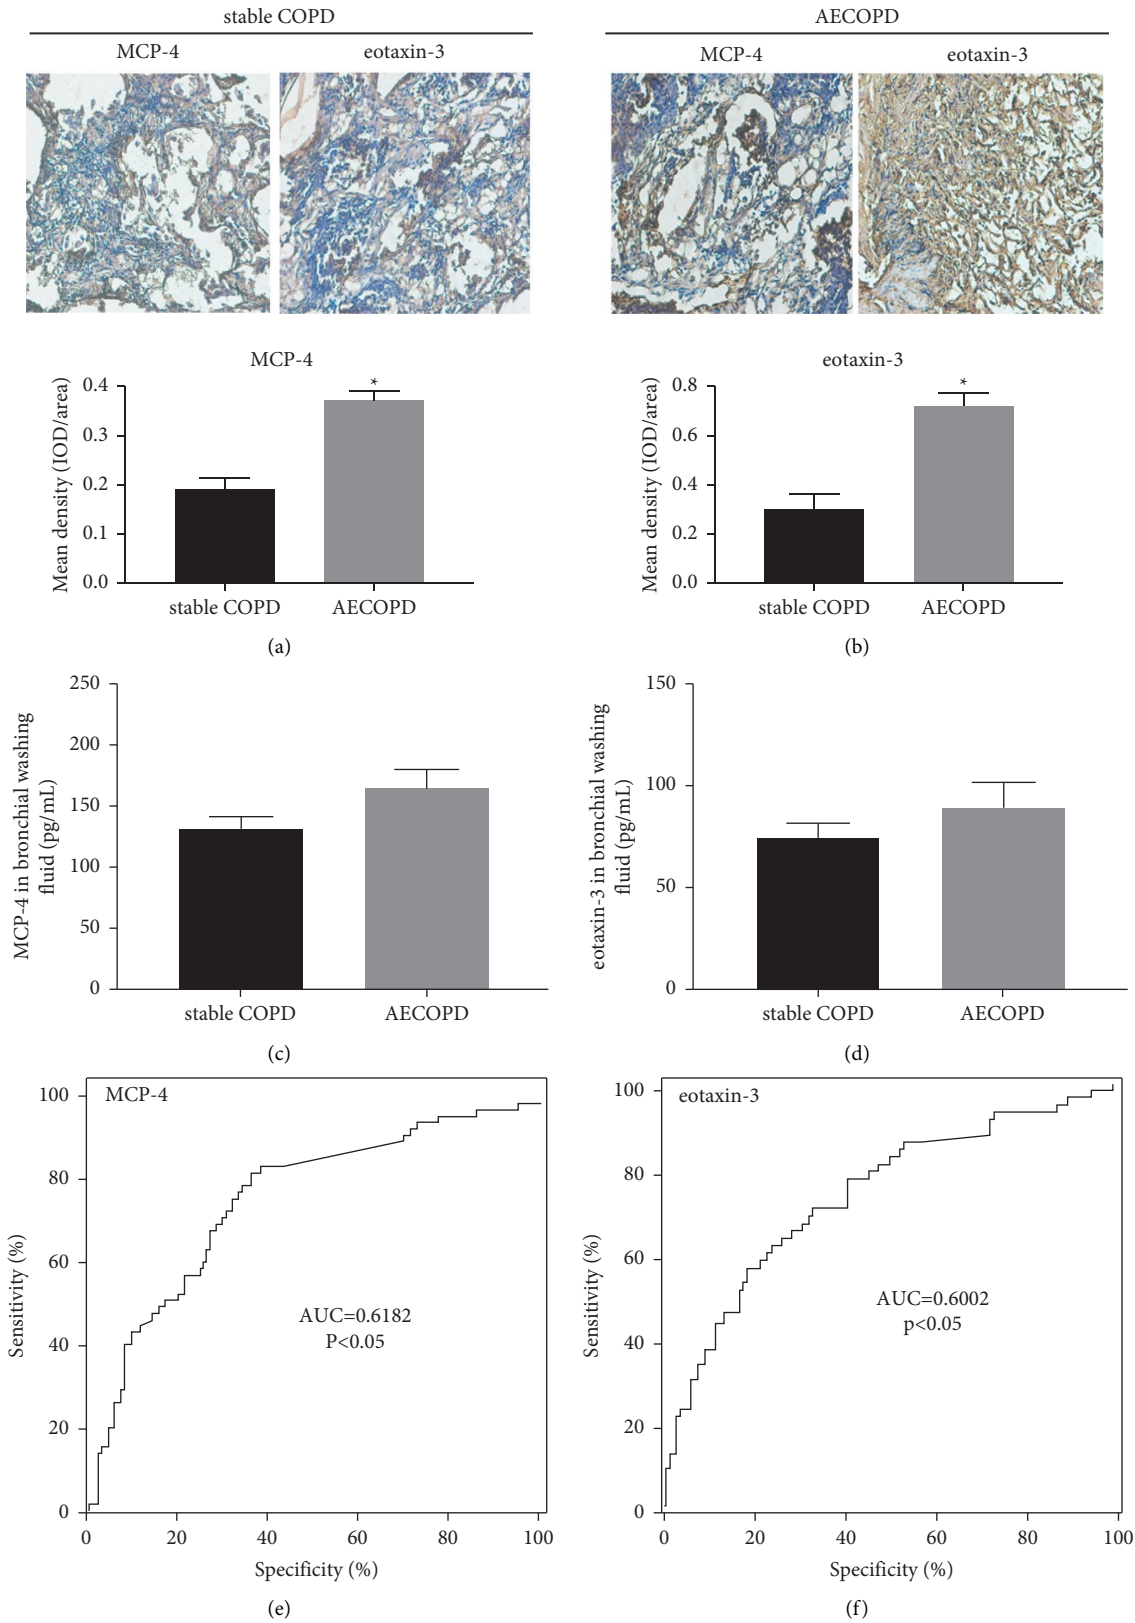 stable COPD
AECOPD
MCP-4
eotaxin-3
MCP-4
eotaxin-3
MCP-4
Mean density (IOD/area)
0.4
0.3
0.2
0.1
0.0
*
stable COPD
AECOPD
(a)
eotaxin-3
Mean density (IOD/area)
0.8
0.6
0.4
0.2
0.0
*
stable COPD
AECOPD
(b)
MCP-4 in bronchial washing
fluid (pg/mL)
250
200
150
100
50
0
stable COPD
AECOPD
(c)
eotaxin-3 in bronchial washing
fluid (pg/mL)
150
100
50
0
stable COPD
AECOPD
(d)
MCP-4
Sensitivity (%)
100
80
60
40
20
0
AUC=0.6182
P<0.05
0
20
40
60
80
100
Specificity (%)
(e)
eotaxin-3
Sensitivity (%)
100
80
60
40
20
0
AUC=0.6002
p<0.05
0
20
40
60
80
100
Specificity (%)
(f)